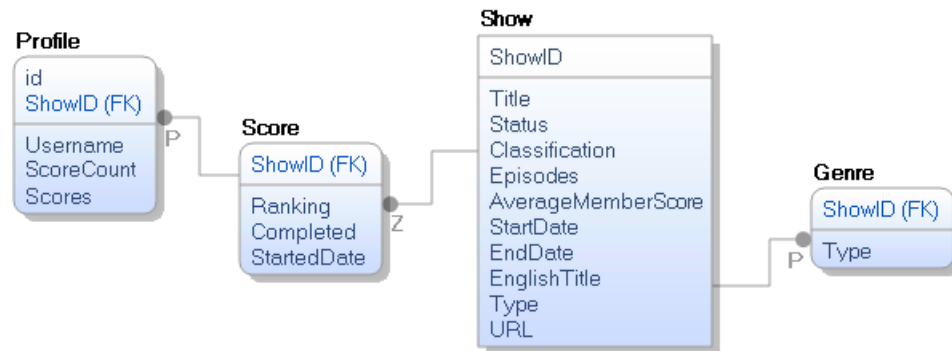 Profile
id
ShowID (FK)
Username
ScoreCount
Scores
P
Score
ShowID (FK)
Ranking
Completed
StartedDate
Z
Show
ShowID
Title
Status
Classification
Episodes
AverageMemberScore
StartDate
EndDate
EnglishTitle
Type
URL
P
Genre
ShowID (FK)
Type